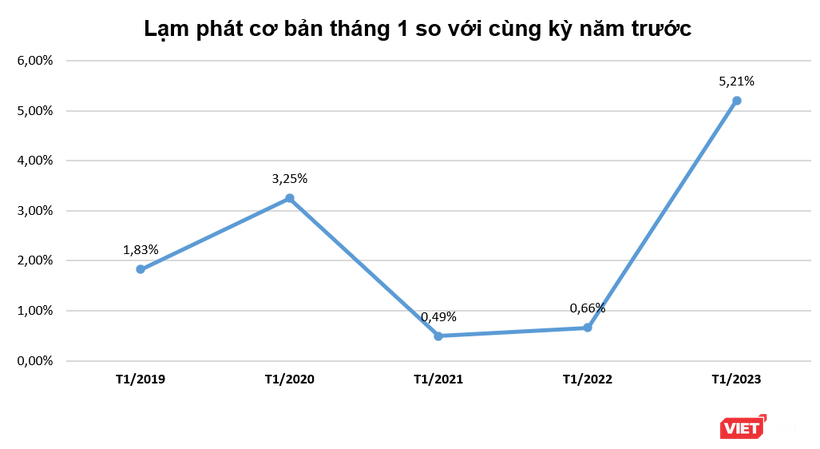 Lạm phát cơ bản tháng 1 so với cùng kỳ năm trước
6,00%
5,00%
4,00%
3,00%
2,00%
1,00%
0,00%
1,83%
3,25%
0,49%
0,66%
5,21%
T1/2019
T1/2020
T1/2021
T1/2022
T1/2023
VIET